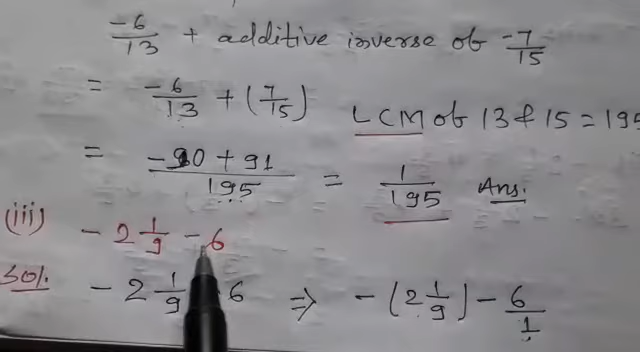 -6/13 + additive inverse of -7/15
= -6/13 + (7/15)
LCM of 13 & 15 = 195
= -90 + 91/195 = 1/195 Ans.
(iii) - 2 1/9 - 6
Sol. - 2 1/9 - 6 ⇒ - (2 1/9) - 6/1